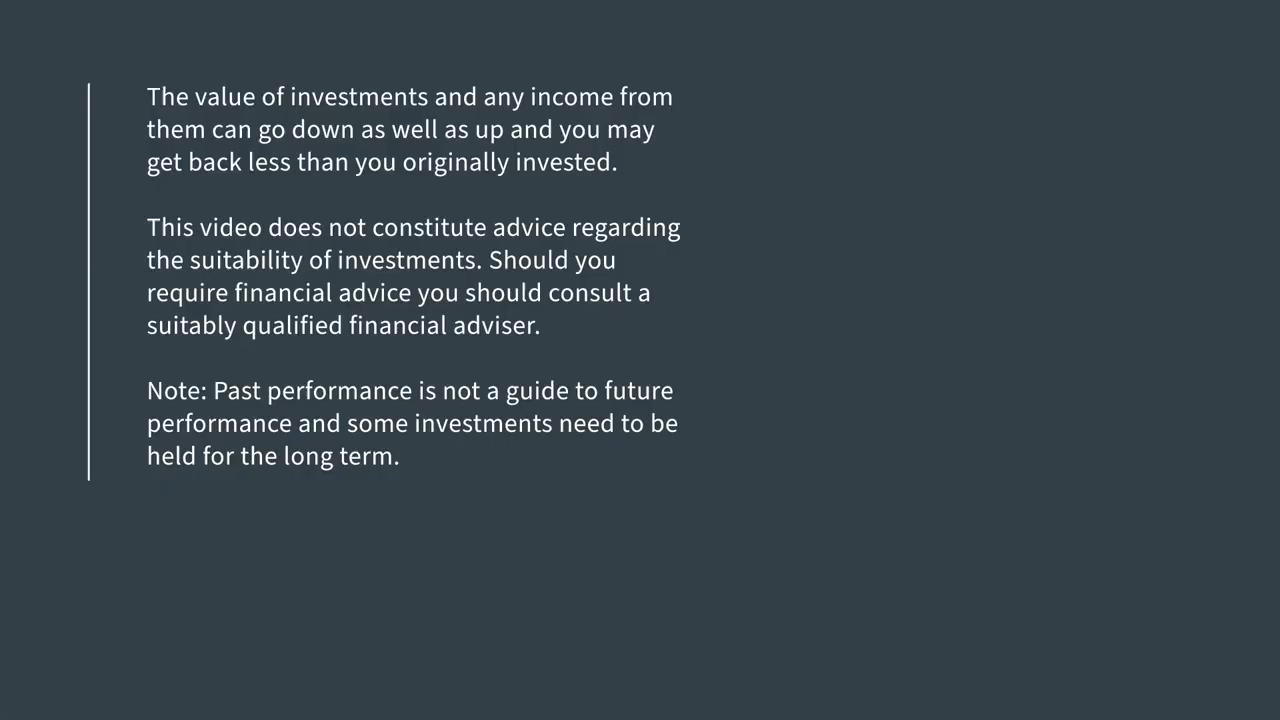 The value of investments and any income from
them can go down as well as up and you may
get back less than you originally invested.
This video does not constitute advice regarding
the suitability of investments. Should you
require financial advice you should consult a
suitably qualified financial adviser.
Note: Past performance is not a guide to future
performance and some investments need to be
held for the long term.